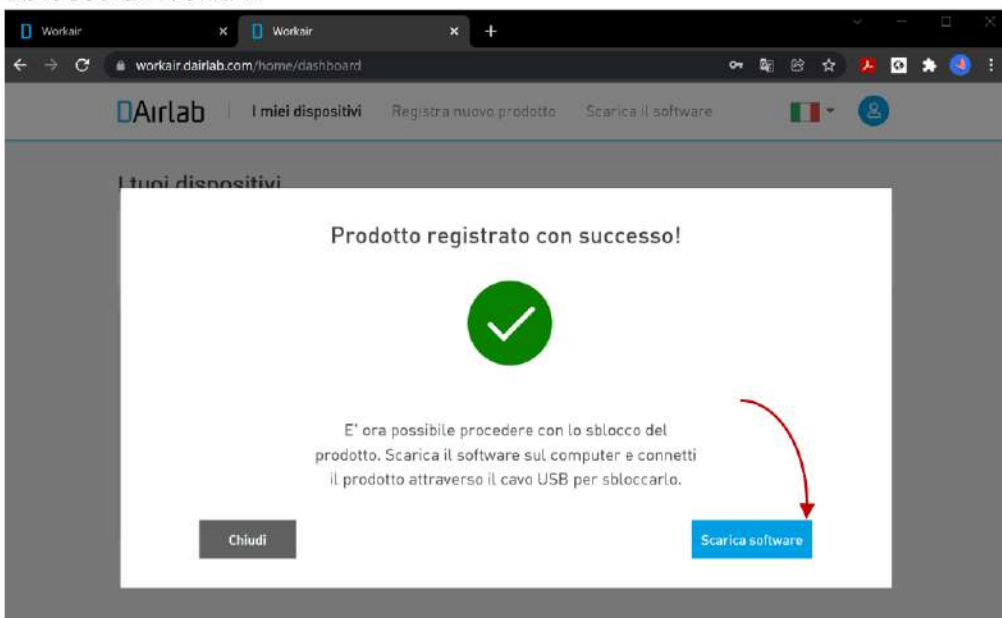 Workair
Workair
workair.dairlab.com/home/dashboard
DAirlab
I miei dispositivi
Registra nuovo prodotto
Scarica il software
I tuoi dispositivi
Prodotto registrato con successo!
E' ora possibile procedere con lo sblocco del
prodotto. Scarica il software sul computer e connetti
il prodotto attraverso il cavo USB per sbloccarlo.
Chiudi
Scarica software